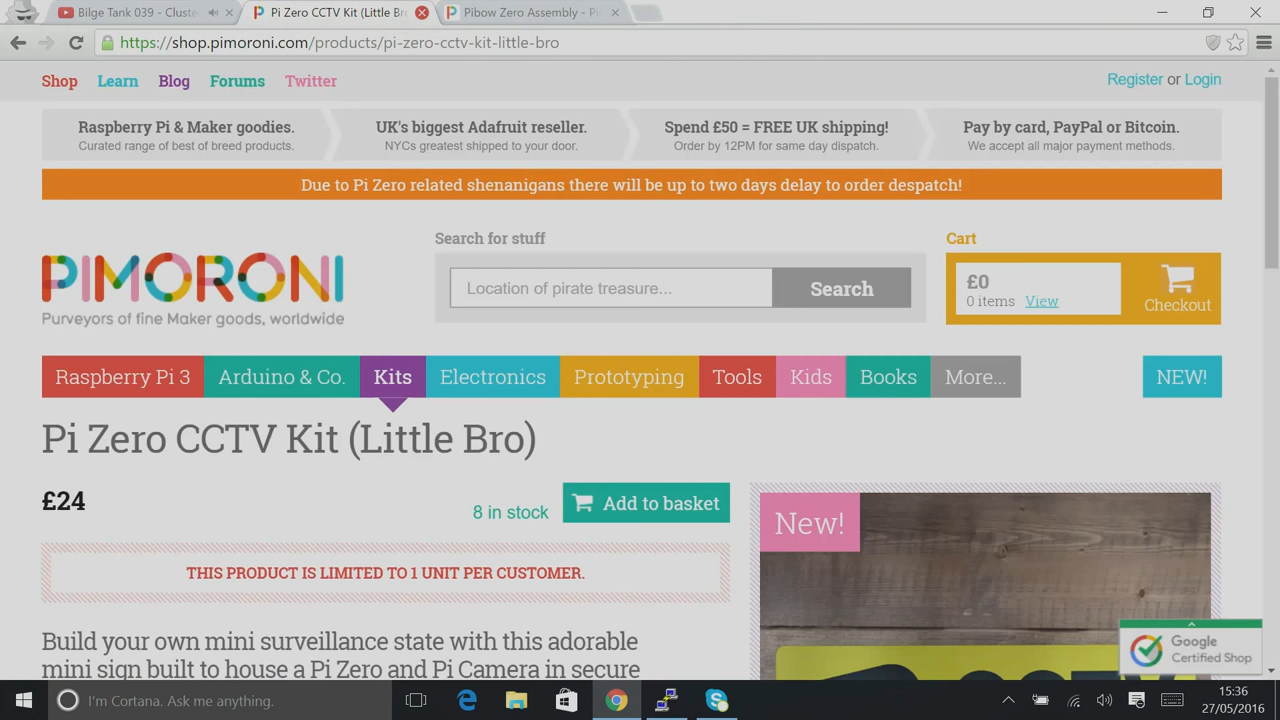 Bilge Tank 039 - Cluste
Pi Zero CCTV Kit (Little Br
Pibow Zero Assembly - Pi
https://shop.pimoroni.com/products/pi-zero-cctv-kit-little-bro
Shop Learn Blog Forums Twitter
Register or Login
Raspberry Pi & Maker goodies.
Curated range of best of breed products.
UK's biggest Adafruit reseller.
NYCs greatest shipped to your door.
Spend £50 = FREE UK shipping!
Order by 12PM for same day dispatch.
Pay by card, PayPal or Bitcoin.
We accept all major payment methods.
Due to Pi Zero related shenanigans there will be up to two days delay to order despatch!
PIMORONI
Purveyors of fine Maker goods, worldwide
Search for stuff
Location of pirate treasure...
Search
Cart
£0
0 items View
Checkout
Raspberry Pi 3 Arduino & Co. Kits Electronics Prototyping Tools Kids Books More... NEW!
Pi Zero CCTV Kit (Little Bro)
£24
8 in stock
Add to basket
New!
THIS PRODUCT IS LIMITED TO 1 UNIT PER CUSTOMER.
Build your own mini surveillance state with this adorable
mini sign built to house a Pi Zero and Pi Camera in secure
Google
Certified Shop
I'm Cortana. Ask me anything.
15:36
27/05/2016